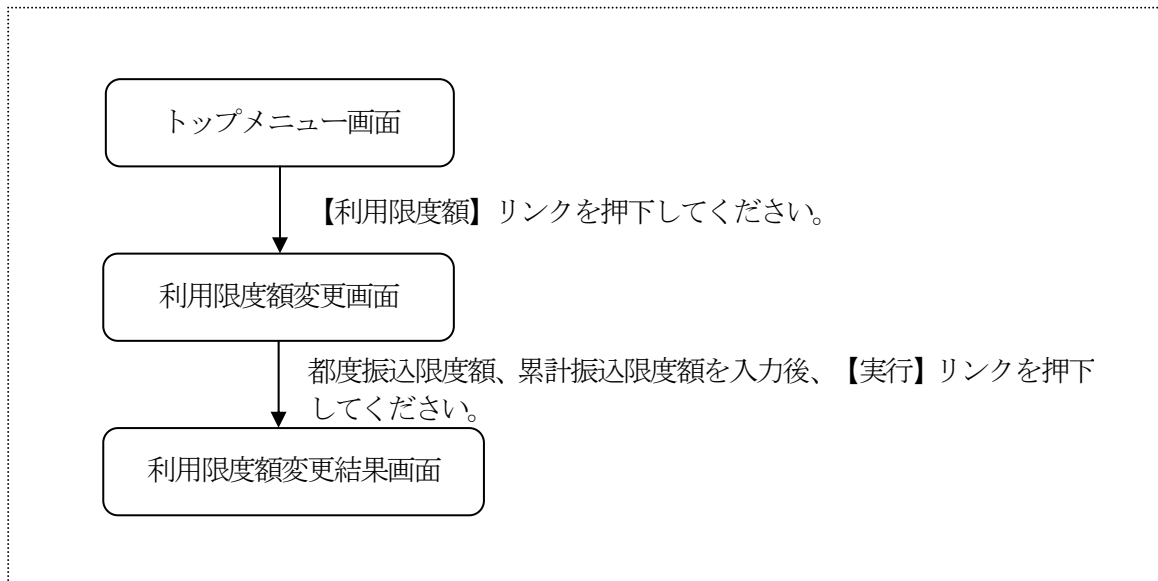 トップメニュー画面
【利用限度額】リンクを押下してください。
利用限度額変更画面
都度振込限度額、累計振込限度額を入力後、【実行】リンクを押下
してください。
利用限度額変更結果画面